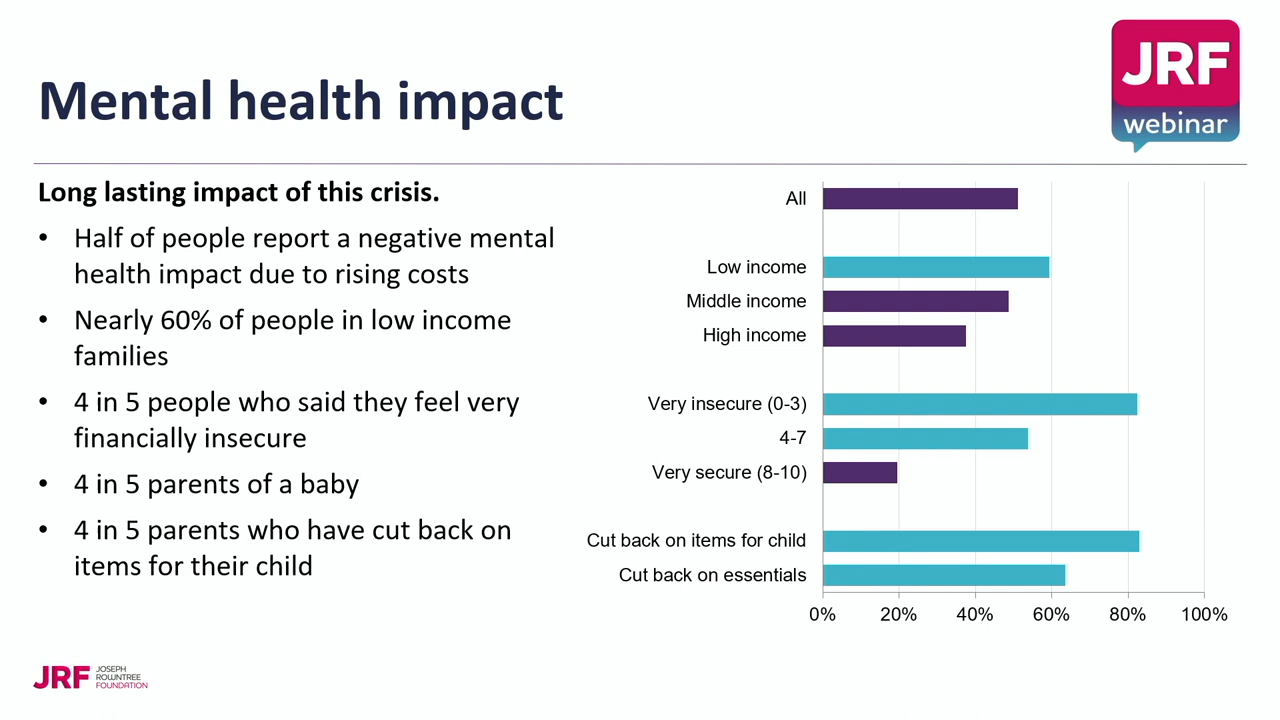 JRF
webinar
Mental health impact
Long lasting impact of this crisis.
• Half of people report a negative mental
health impact due to rising costs
• Nearly 60% of people in low income
families
• 4 in 5 people who said they feel very
financially insecure
• 4 in 5 parents of a baby
• 4 in 5 parents who have cut back on
items for their child
All
Low income
Middle income
High income
Very insecure (0-3)
4-7
Very secure (8-10)
Cut back on items for child
Cut back on essentials
0% 20% 40% 60% 80% 100%
JRF
JOSEPH
ROWNTREE
FOUNDATION